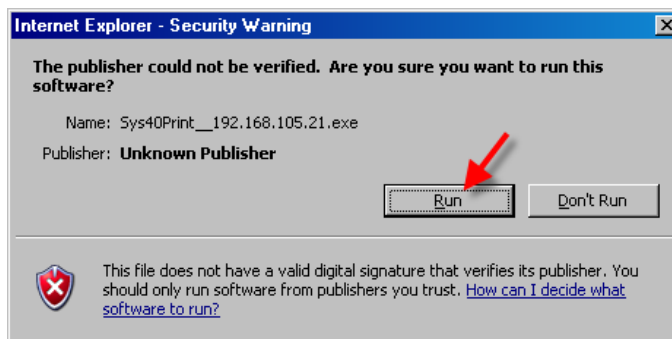 Internet Explorer - Security Warning
The publisher could not be verified. Are you sure you want to run this
software?
Name: Sys40Print__192.168.105.21.exe
Publisher: Unknown Publisher
Run Don't Run
This file does not have a valid digital signature that verifies its publisher. You
should only run software from publishers you trust. How can I decide what
software to run?